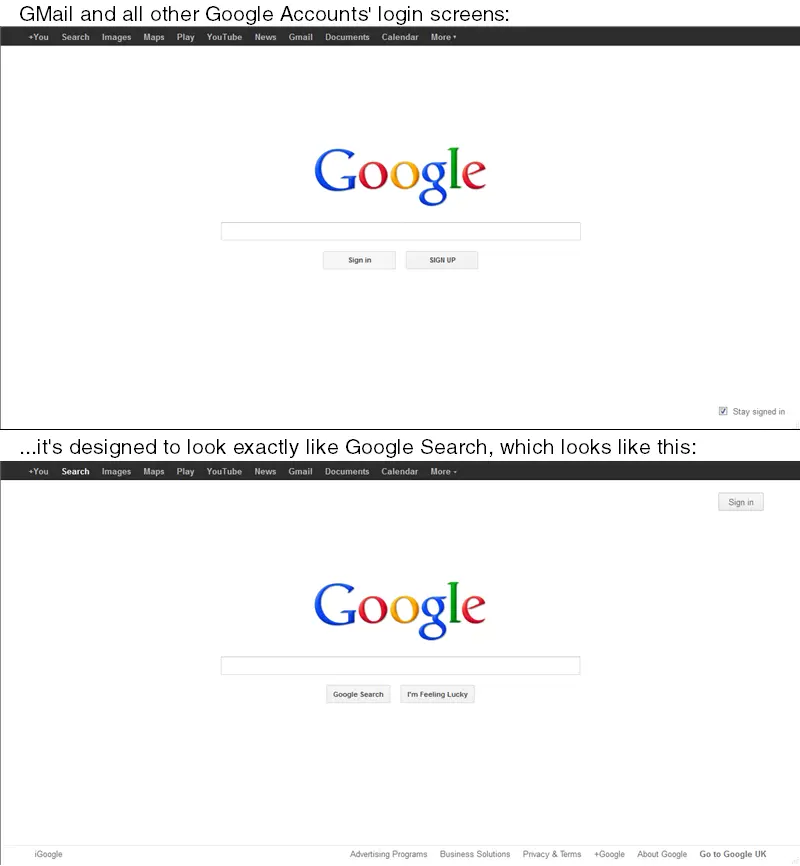 GMail and all other Google Accounts' login screens:
+You Search Images Maps Play YouTube News Gmail Documents Calendar More
Google
Sign in SIGN UP
Stay signed in
...it's designed to look exactly like Google Search, which looks like this:
+You Search Images Maps Play YouTube News Gmail Documents Calendar More
Sign in
Google
Google Search I'm Feeling Lucky
iGoogle Advertising Programs Business Solutions Privacy & Terms +Google About Google Go to Google UK